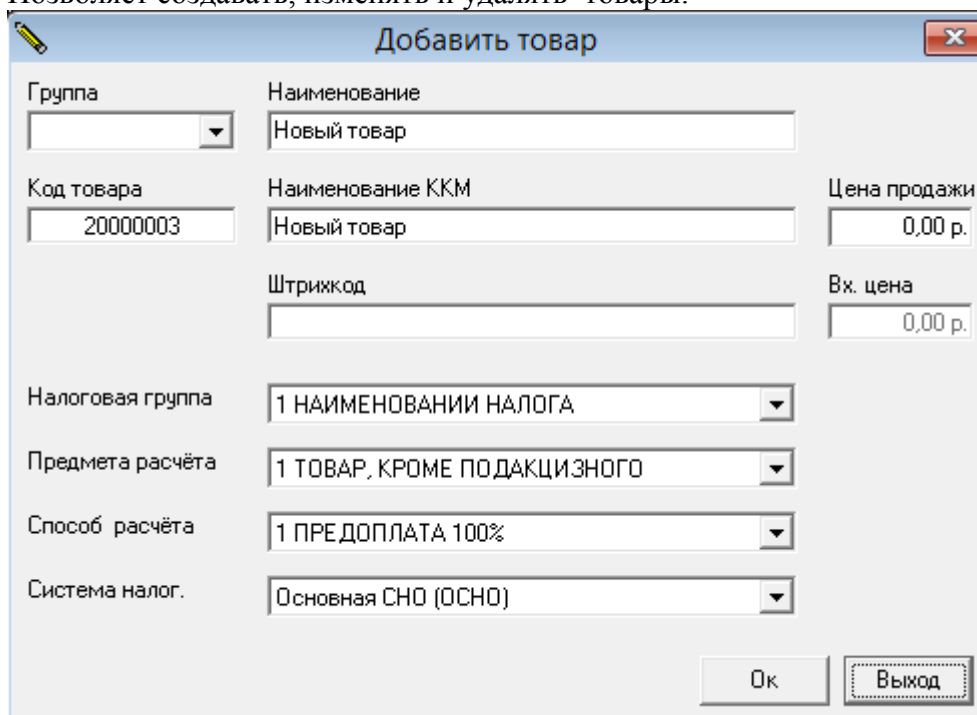 Позволяет создавать, изменять и удалять товары.
Добавить товар
Группа Наименование
Новый товар
Код товара Наименование ККМ Цена продажи
20000003 Новый товар 0,00 р.
Штрихкод Вх. цена
0,00 р.
Налоговая группа 1 НАИМЕНОВАНИИ НАЛОГА
Предмета расчёта 1 ТОВАР, КРОМЕ ПОДАКЦИЗНОГО
Способ расчёта 1 ПРЕДОПЛАТА 100%
Система налог. Основная СНО (ОСНО)
Ок Выход